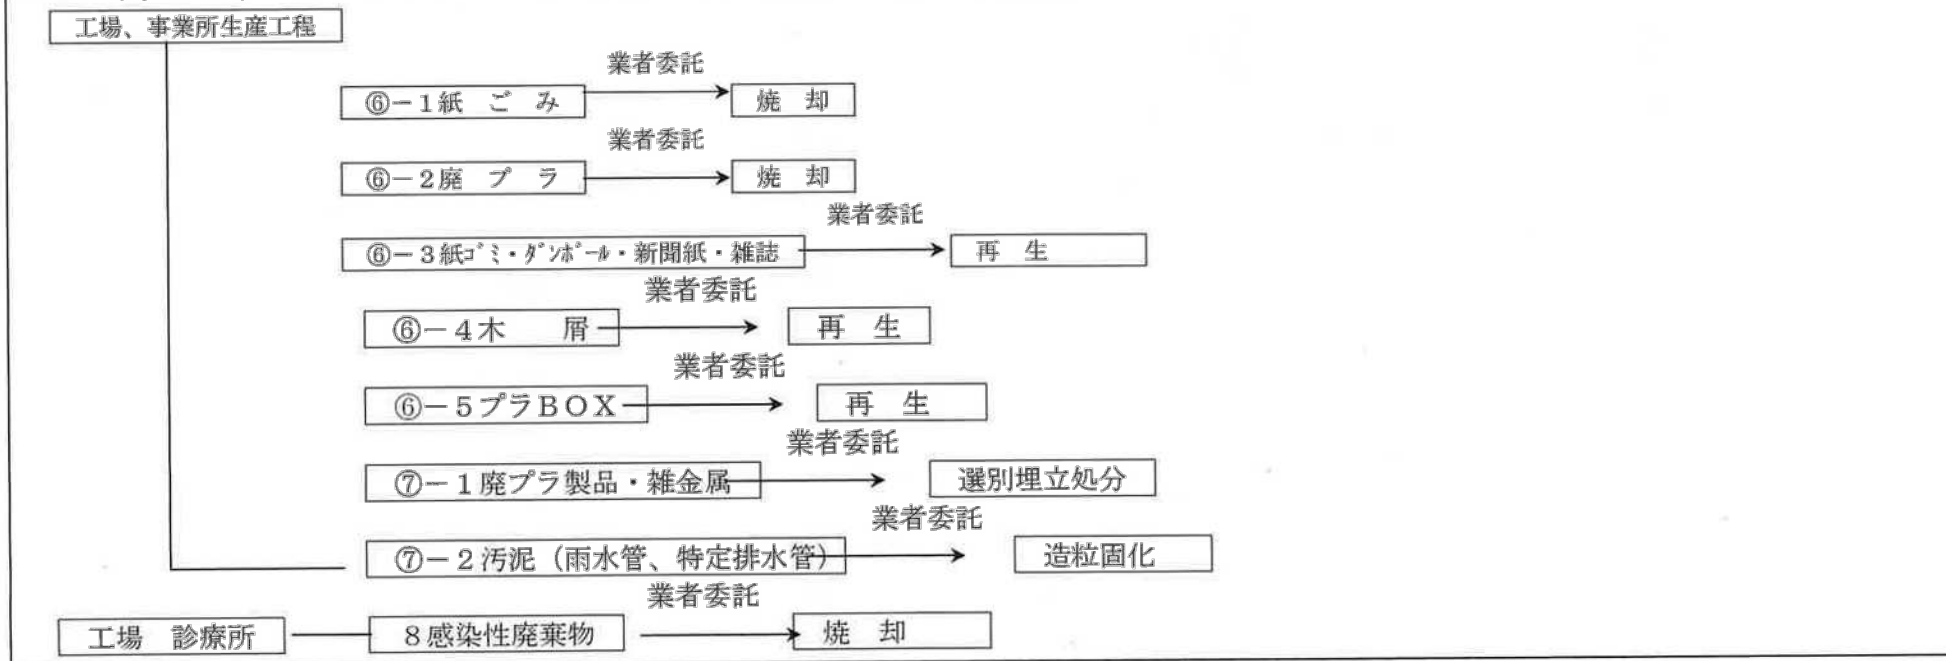 工場、事業所生産工程
業者委託
⑥－1紙　ご　み　焼　却
業者委託
⑥－2廃　プ　ラ　焼　却
業者委託
⑥－3紙ｺﾞﾐ・ﾀﾞﾝﾎﾞｰﾙ・新聞紙・雑誌　再　生
業者委託
⑥－4木　　屑　再　生
業者委託
⑥－5プラＢＯＸ　再　生
業者委託
⑦－1廃プラ製品・雑金属　選別埋立処分
業者委託
⑦－2汚泥（雨水管、特定排水管）　造粒固化
業者委託
工場　診療所　8感染性廃棄物　焼　却